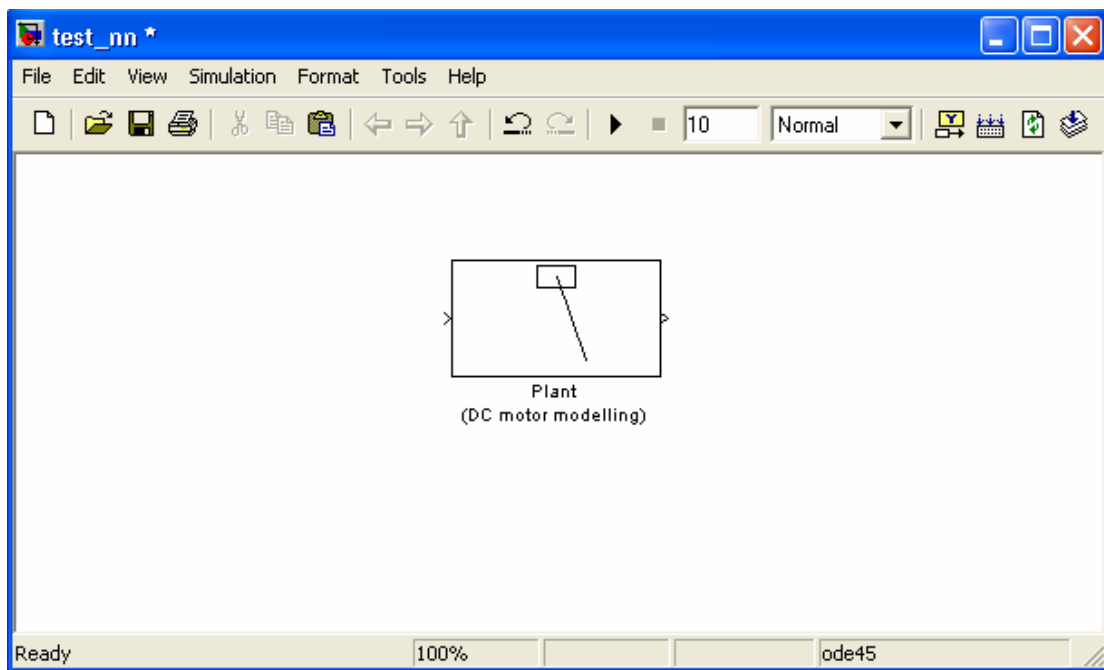 test_nn *
File Edit View Simulation Format Tools Help
10 Normal
Plant
(DC motor modelling)
Ready 100% ode45